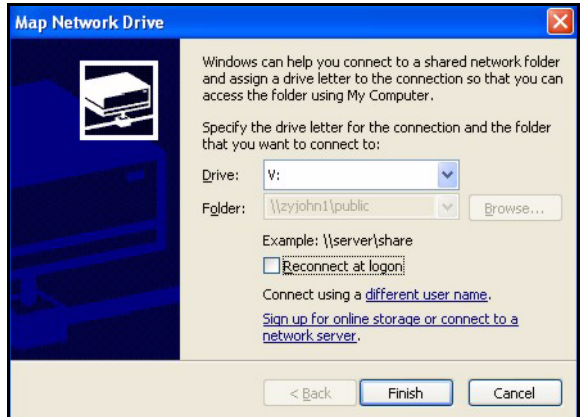 Map Network Drive
Windows can help you connect to a shared network folder
and assign a drive letter to the connection so that you can
access the folder using My Computer.
Specify the drive letter for the connection and the folder
that you want to connect to:
Drive: V:
Folder: \\zyjohn1\public Browse...
Example: \\server\share
Reconnect at logon
Connect using a different user name.
Sign up for online storage or connect to a
network server.
< Back Finish Cancel